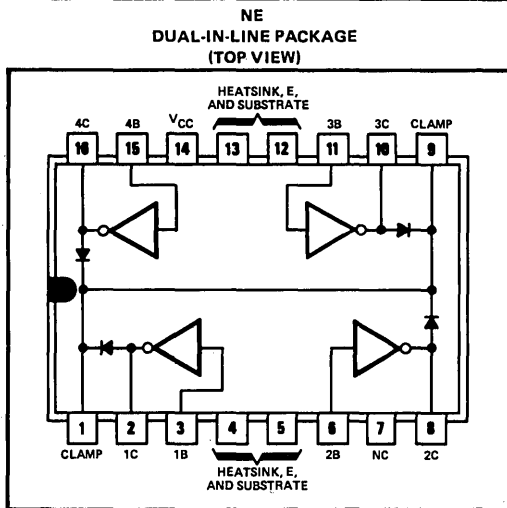 NE
DUAL-IN-LINE PACKAGE
(TOP VIEW)
HEATSINK, E,
AND SUBSTRATE
4C 4B VCC 3B 3C CLAMP
16 15 14 13 12 11 10 9
1 2 3 4 5 6 7 8
CLAMP 1C 1B 2B NC 2C
HEATSINK, E,
AND SUBSTRATE